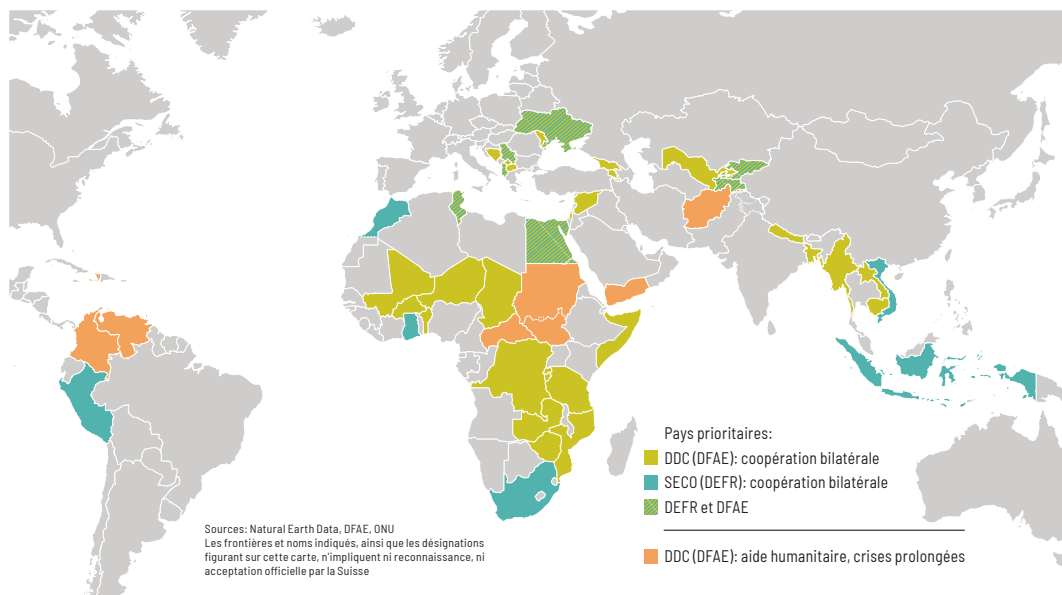 Pays prioritaires:
DDC (DFAE): coopération bilatérale
SECO (DEFR): coopération bilatérale
DEFR et DFAE
DDC (DFAE): aide humanitaire, crises prolongées
Sources: Natural Earth Data, DFAE, ONU
Les frontières et noms indiqués, ainsi que les désignations
figurant sur cette carte, n'impliquent ni reconnaissance, ni
acceptation officielle par la Suisse